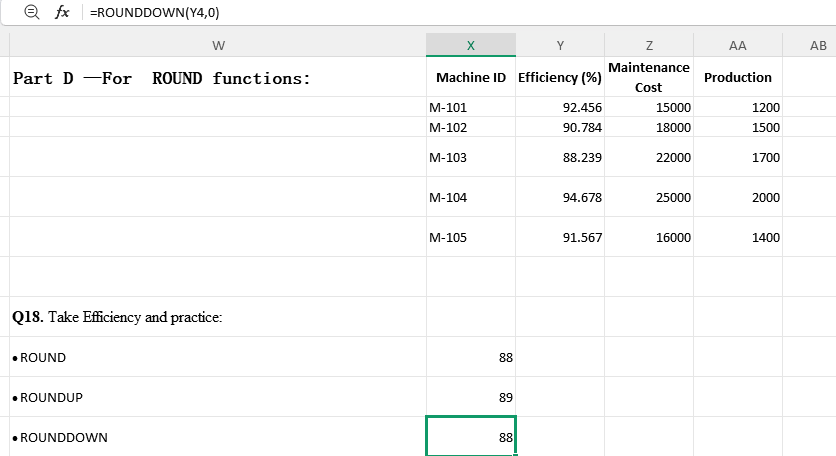 fx =ROUNDDOWN(Y4,0)
W X Y Z AA AB
Part D —For ROUND functions: Machine ID Efficiency (%) Maintenance Cost Production
M-101 92.456 15000 1200
M-102 90.784 18000 1500
M-103 88.239 22000 1700
M-104 94.678 25000 2000
M-105 91.567 16000 1400
Q18. Take Efficiency and practice:
• ROUND 88
• ROUNDUP 89
• ROUNDDOWN 88